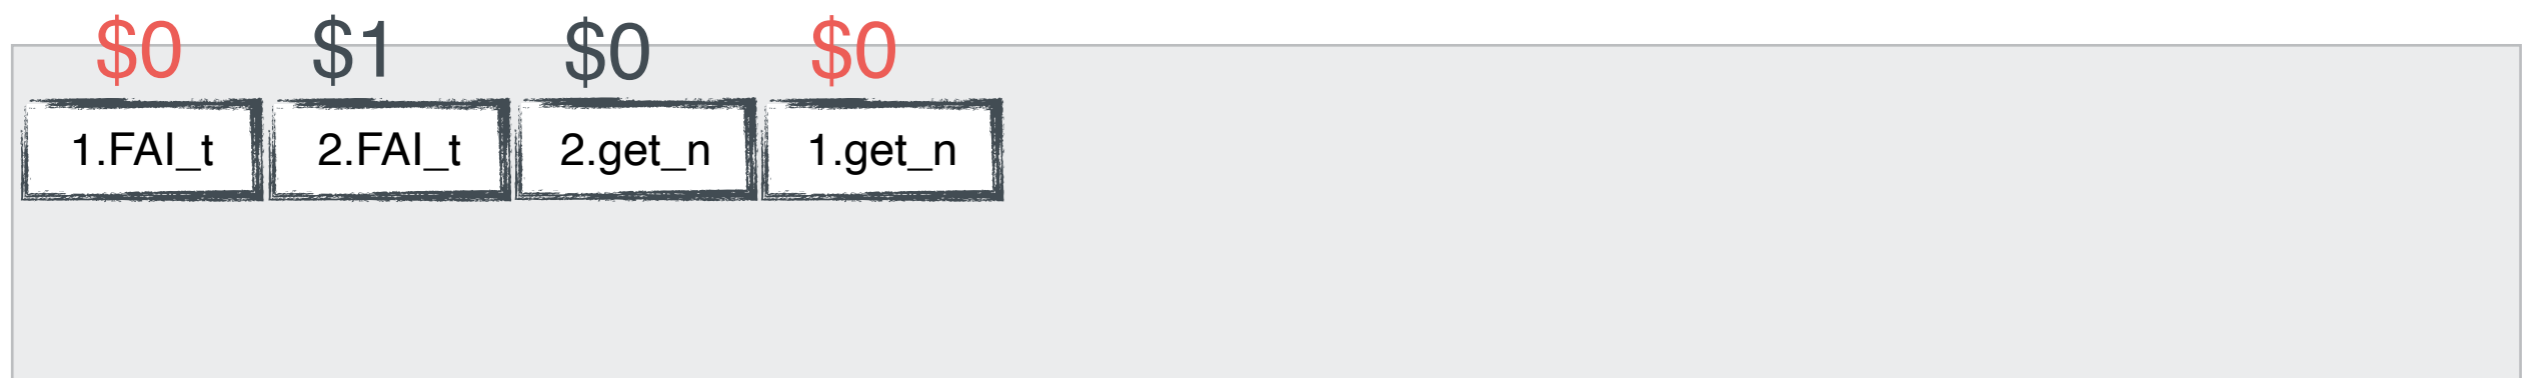 $0 $1 $0 $0
1.FAI_t 2.FAI_t 2.get_n 1.get_n